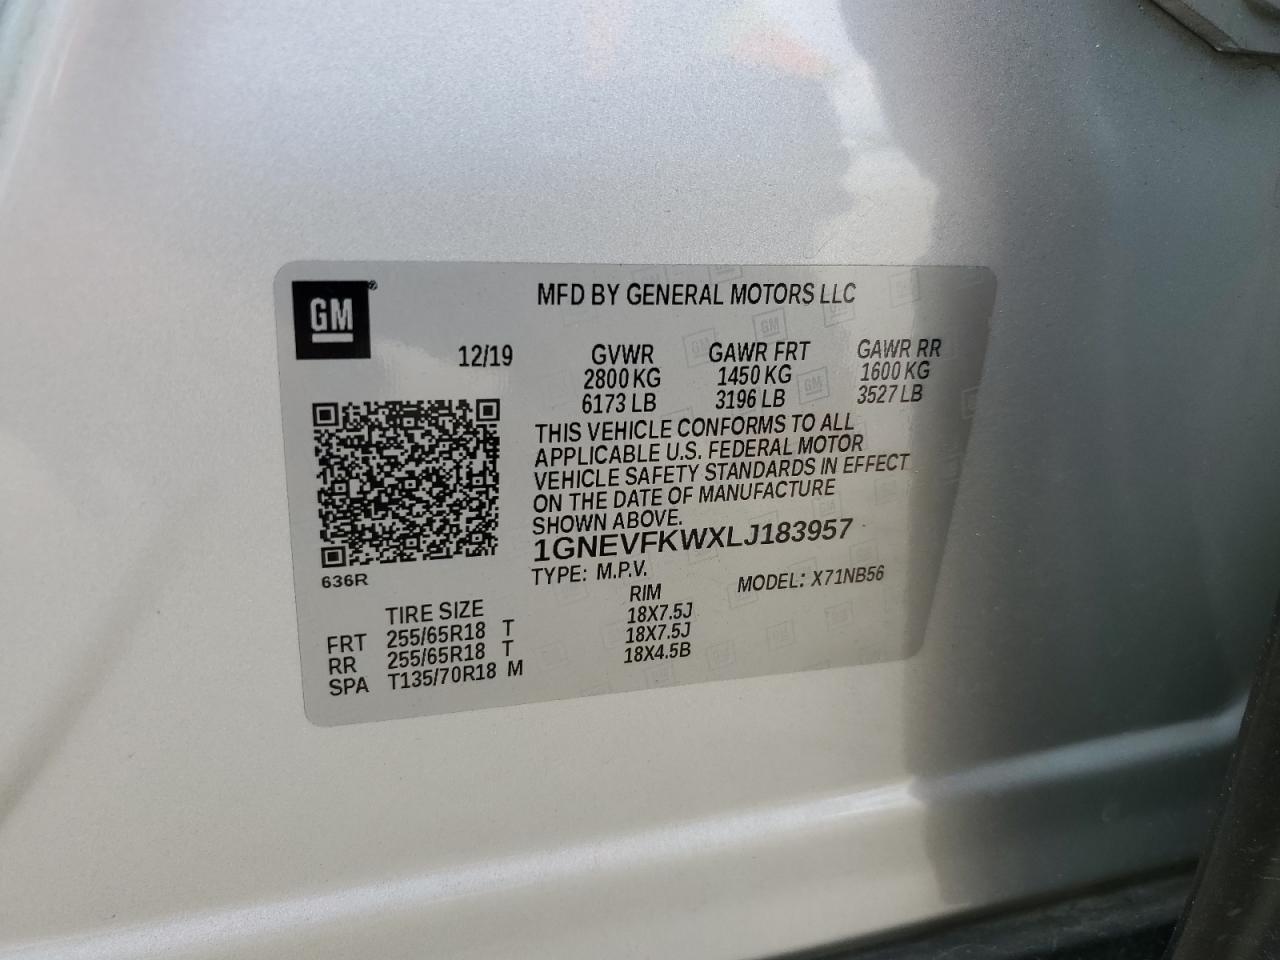 GM®
MFD BY GENERAL MOTORS LLC
12/19 GVWR GAWR FRT GAWR RR
2800 KG 1450 KG 1600 KG
6173 LB 3196 LB 3527 LB
THIS VEHICLE CONFORMS TO ALL
APPLICABLE U.S. FEDERAL MOTOR
VEHICLE SAFETY STANDARDS IN EFFECT
ON THE DATE OF MANUFACTURE
SHOWN ABOVE.
1GNEVFKWXLJ183957
636R
TYPE: M.P.V. MODEL: X71NB56
TIRE SIZE RIM
FRT 255/65R18 T 18X7.5J
RR 255/65R18 T 18X7.5J
SPA T135/70R18 M 18X4.5B